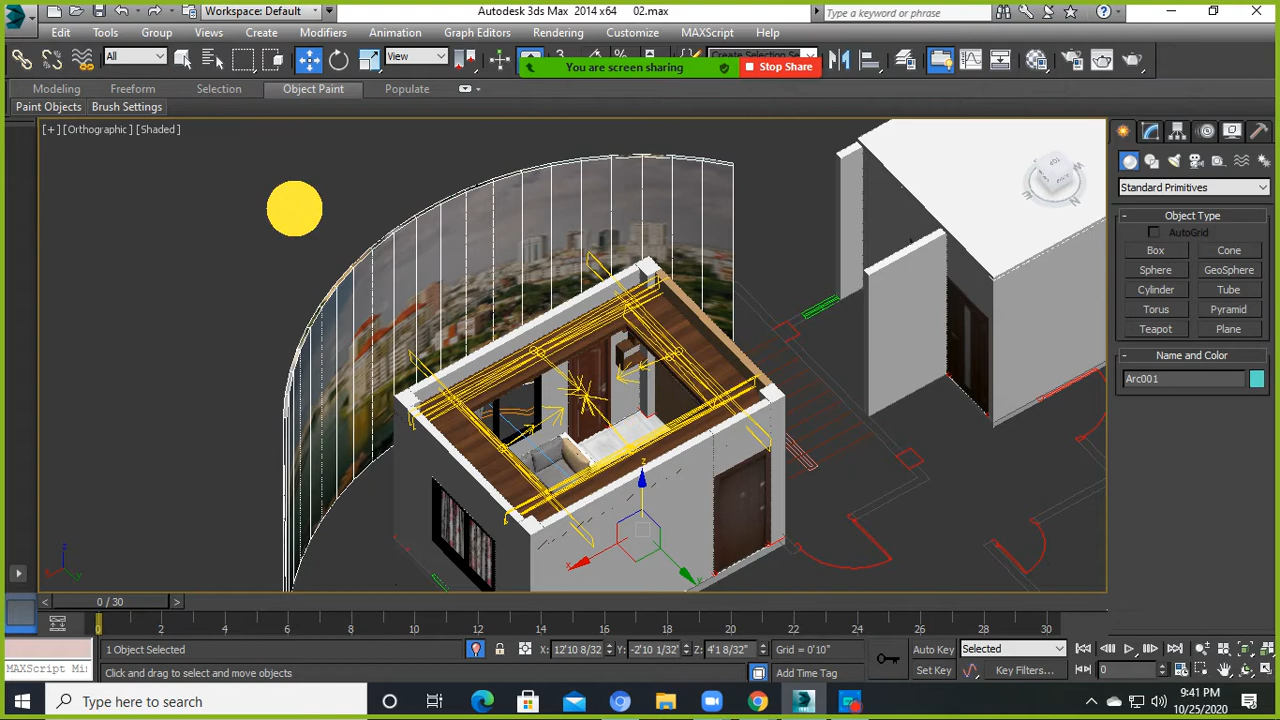 Workspace: Default
Autodesk 3ds Max 2014 x64 02.max
Type a keyword or phrase
Edit Tools Group Views Create Modifiers Animation Graph Editors Rendering Customize MAXScript Help
All View
You are screen sharing Stop Share
Modeling Freeform Selection Object Paint Populate
Paint Objects Brush Settings
[+] [Orthographic] [Shaded]
TOP
Standard Primitives
Object Type
AutoGrid
Box Cone
Sphere GeoSphere
Cylinder Tube
Torus Pyramid
Teapot Plane
Name and Color
Arc001
z
x
y
0 / 30
0 2 4 6 8 10 12 14 16 18 20 22 24 26 28 30
1 Object Selected
X: 12'10 8/32 Y: -2'10 1/32' Z: 4'1 8/32" Grid = 0'10"
Auto Key Selected
MAXScript Mi
Click and drag to select and move objects
Add Time Tag
Set Key Key Filters... 0
Type here to search
9:41 PM
10/25/2020